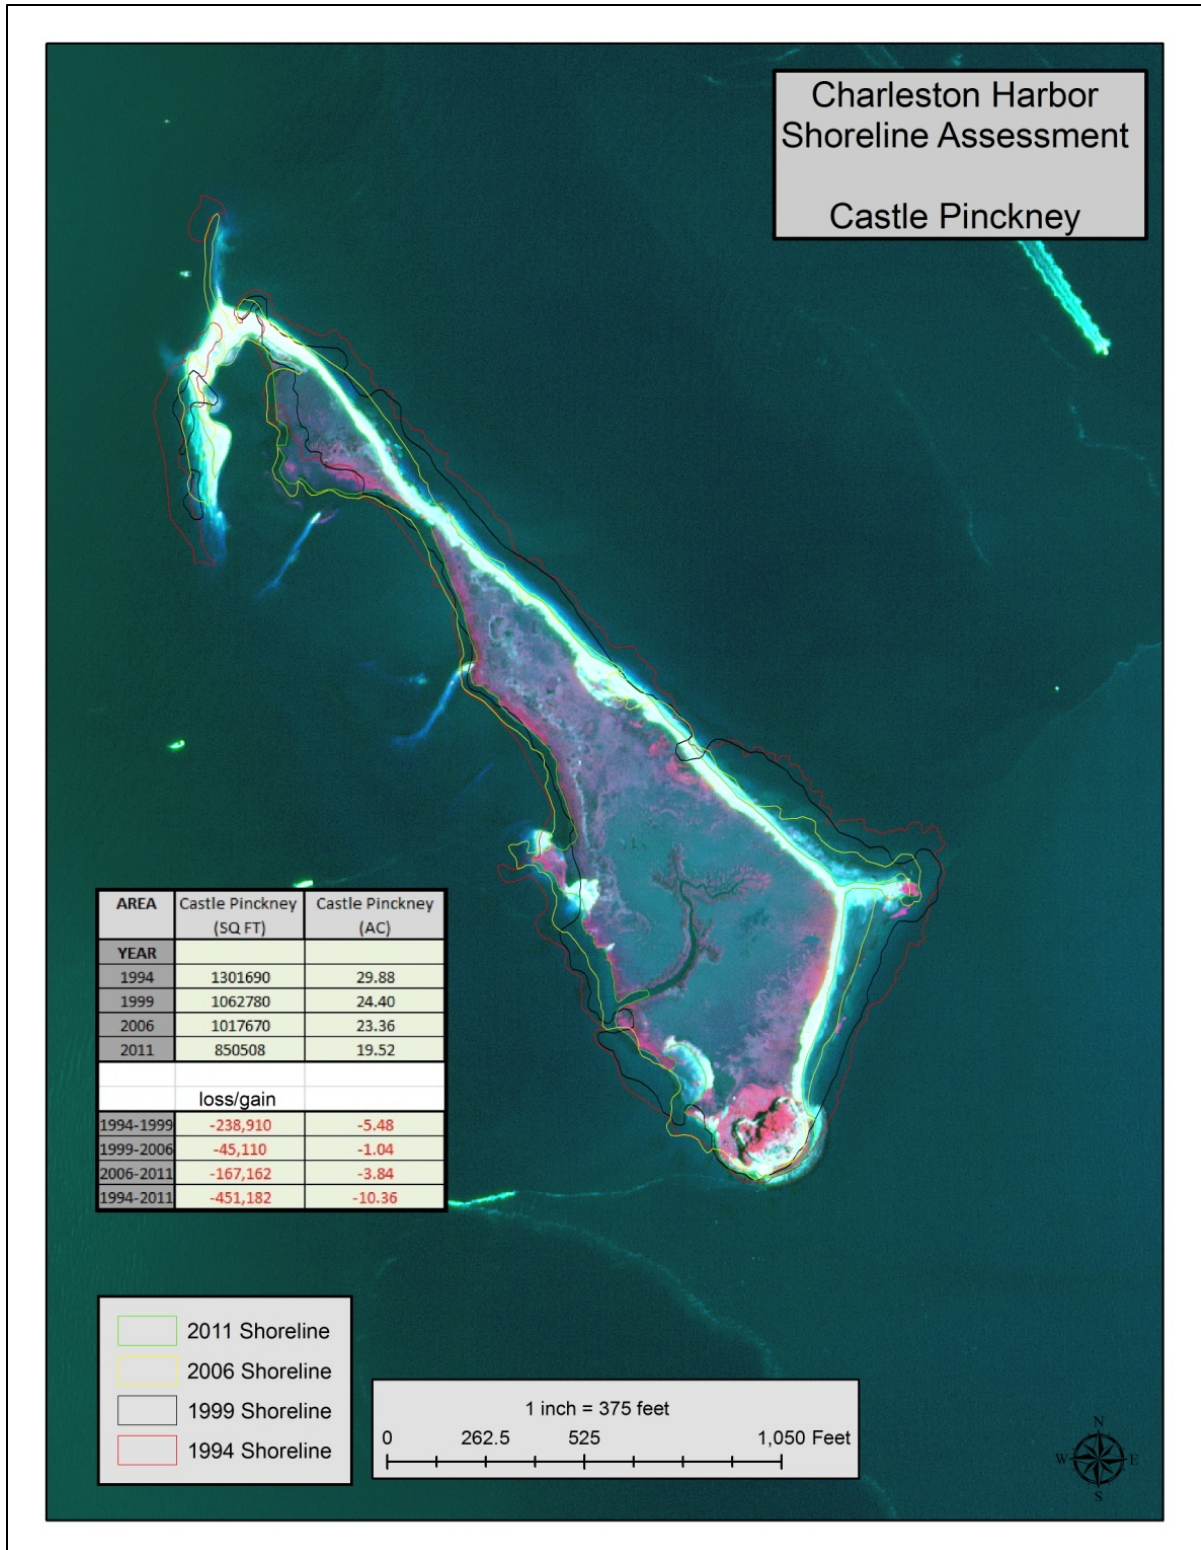 Charleston Harbor
Shoreline Assessment
Castle Pinckney
AREA Castle Pinckney (SQ FT) Castle Pinckney (AC)
YEAR
1994 1301690 29.88
1999 1062780 24.40
2006 1017670 23.36
2011 850508 19.52
loss/gain
1994-1999 -238,910 -5.48
1999-2006 -45,110 -1.04
2006-2011 -167,162 -3.84
1994-2011 -451,182 -10.36
2011 Shoreline
2006 Shoreline
1999 Shoreline
1994 Shoreline
1 inch = 375 feet
0 262.5 525 1,050 Feet
N
W E
S